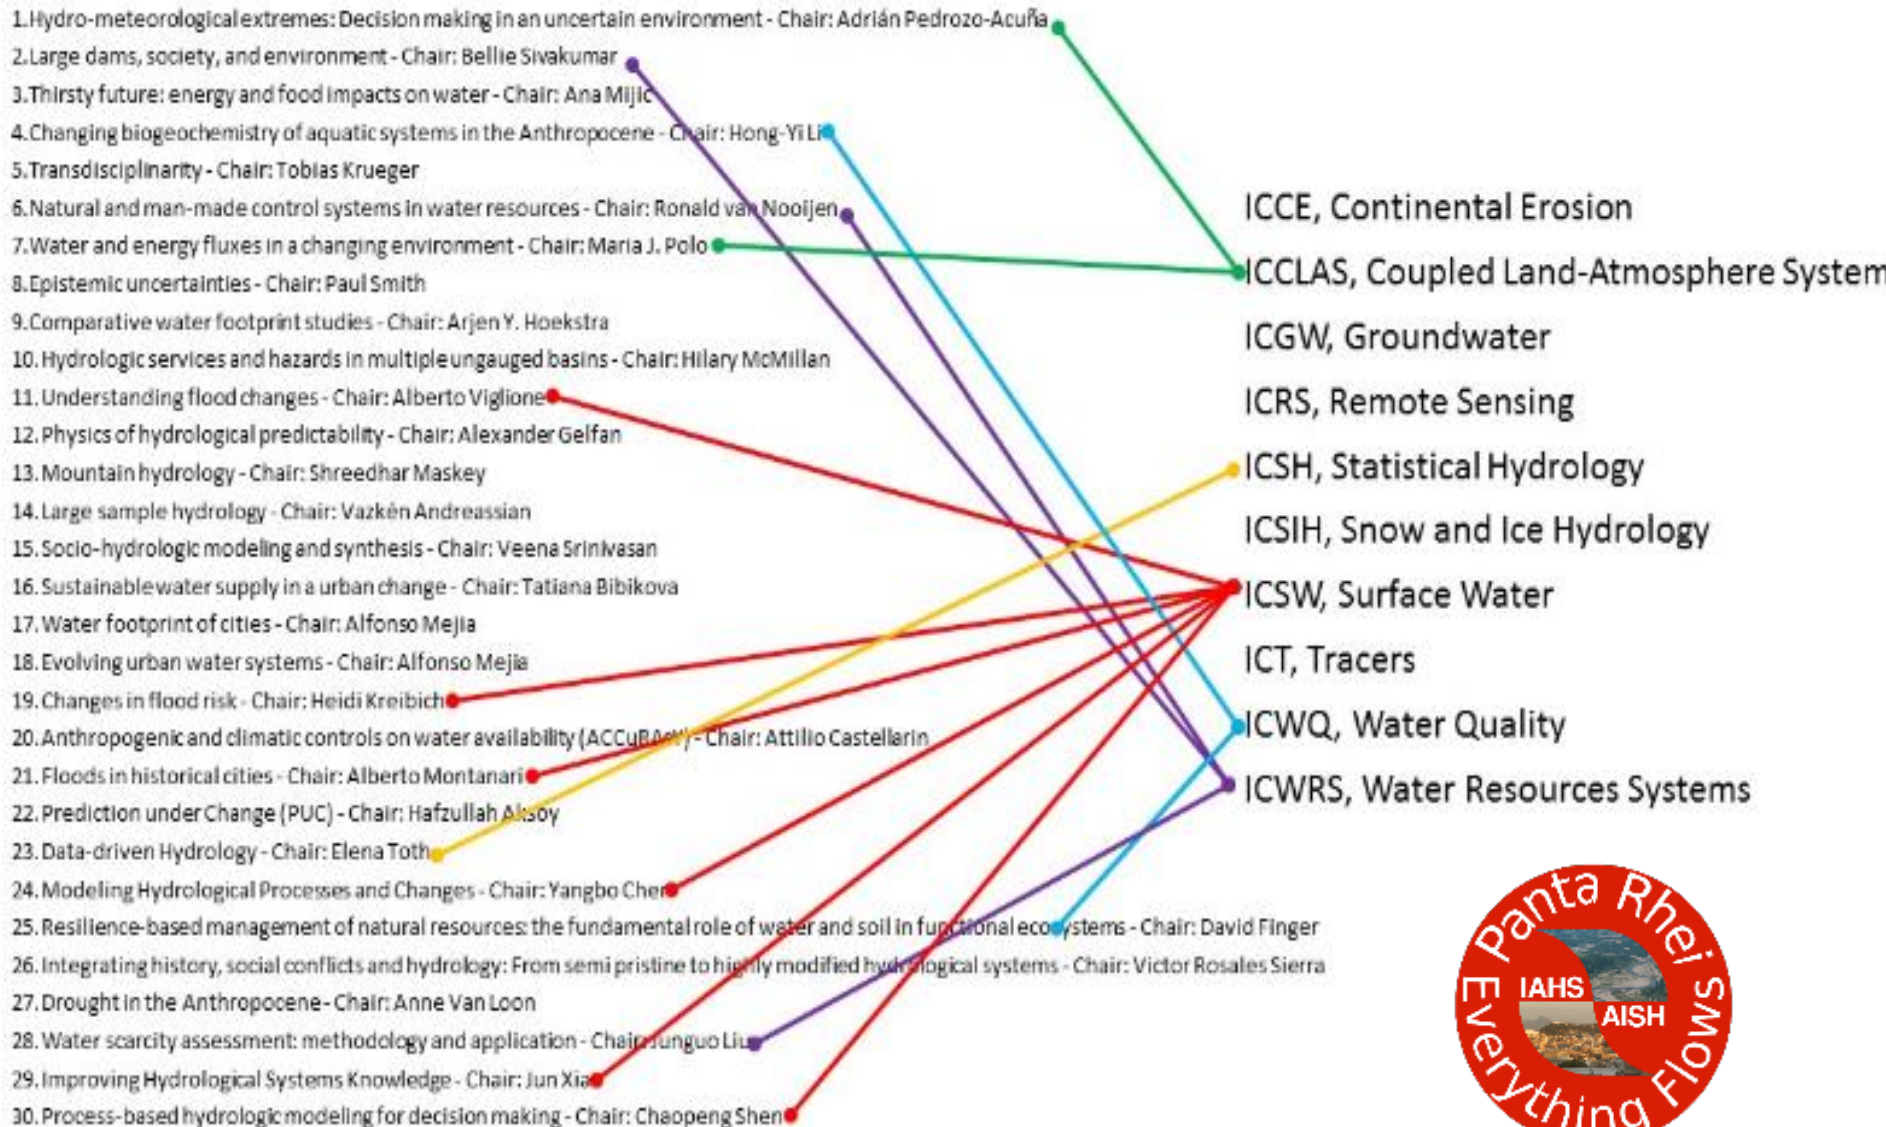 1.Hydro-meteorological extremes: Decision making in an uncertain environment - Chair: Adrián Pedrozo-Acuña
2.Large dams, society, and environment - Chair: Bellie Sivakumar
3.Thirsty future: energy and food impacts on water - Chair: Ana Mijic
4.Changing biogeochemistry of aquatic systems in the Anthropocene - Chair: Hong-Yi Li
5.Transdisciplinarity - Chair: Tobias Krueger
6.Natural and man-made control systems in water resources - Chair: Ronald van Nooijen
7.Water and energy fluxes in a changing environment - Chair: Maria J. Polo
8.Epistemic uncertainties - Chair: Paul Smith
9.Comparative water footprint studies - Chair: Arjen Y. Hoekstra
10. Hydrologic services and hazards in multiple ungauged basins - Chair: Hilary McMillan
11. Understanding flood changes - Chair: Alberto Viglione
12. Physics of hydrological predictability - Chair: Alexander Gelfan
13. Mountain hydrology - Chair: Shreedhar Maskey
14. Large sample hydrology - Chair: Vazkén Andreassian
15. Socio-hydrologic modeling and synthesis - Chair: Veena Srinivasan
16. Sustainable water supply in a urban change - Chair: Tatiana Bibikova
17. Water footprint of cities - Chair: Alfonso Mejia
18. Evolving urban water systems - Chair: Alfonso Mejia
19. Changes in flood risk - Chair: Heidi Kreibich
20. Anthropogenic and climatic controls on water availability (ACCuRAcY) - Chair: Attilio Castellarin
21. Floods in historical cities - Chair: Alberto Montanari
22. Prediction under Change (PUC) - Chair: Hafzullah Aksoy
23. Data-driven Hydrology - Chair: Elena Toth
24. Modeling Hydrological Processes and Changes - Chair: Yangbo Chen
25. Resilience-based management of natural resources: the fundamental role of water and soil in functional ecosystems - Chair: David Finger
26. Integrating history, social conflicts and hydrology: From semi pristine to highly modified hydrological systems - Chair: Victor Rosales Sierra
27. Drought in the Anthropocene - Chair: Anne Van Loon
28. Water scarcity assessment: methodology and application - Chair: Junguo Liu
29. Improving Hydrological Systems Knowledge - Chair: Jun Xia
30. Process-based hydrologic modeling for decision making - Chair: Chaopeng Shen
ICCE, Continental Erosion
ICCLAS, Coupled Land-Atmosphere System
ICGW, Groundwater
ICRS, Remote Sensing
ICSH, Statistical Hydrology
ICSIH, Snow and Ice Hydrology
ICSW, Surface Water
ICT, Tracers
ICWQ, Water Quality
ICWRS, Water Resources Systems
Panta Rhei
IAHS
AISH
Everything Flows